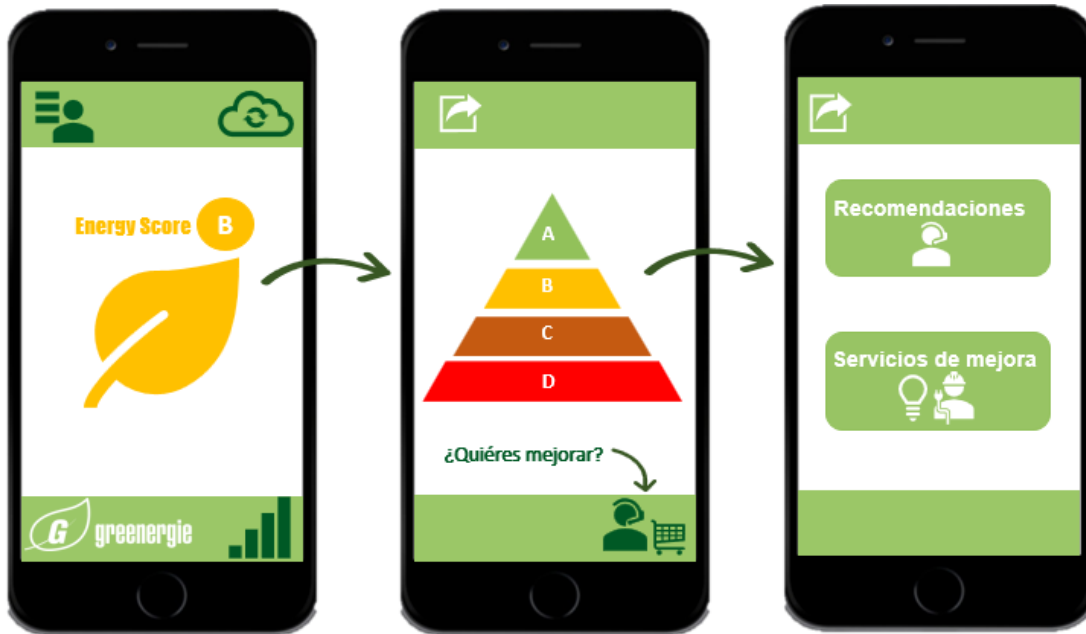 Energy Score B
G greenergie
A
B
C
D
¿Quiéres mejorar?
Recomendaciones
Servicios de mejora